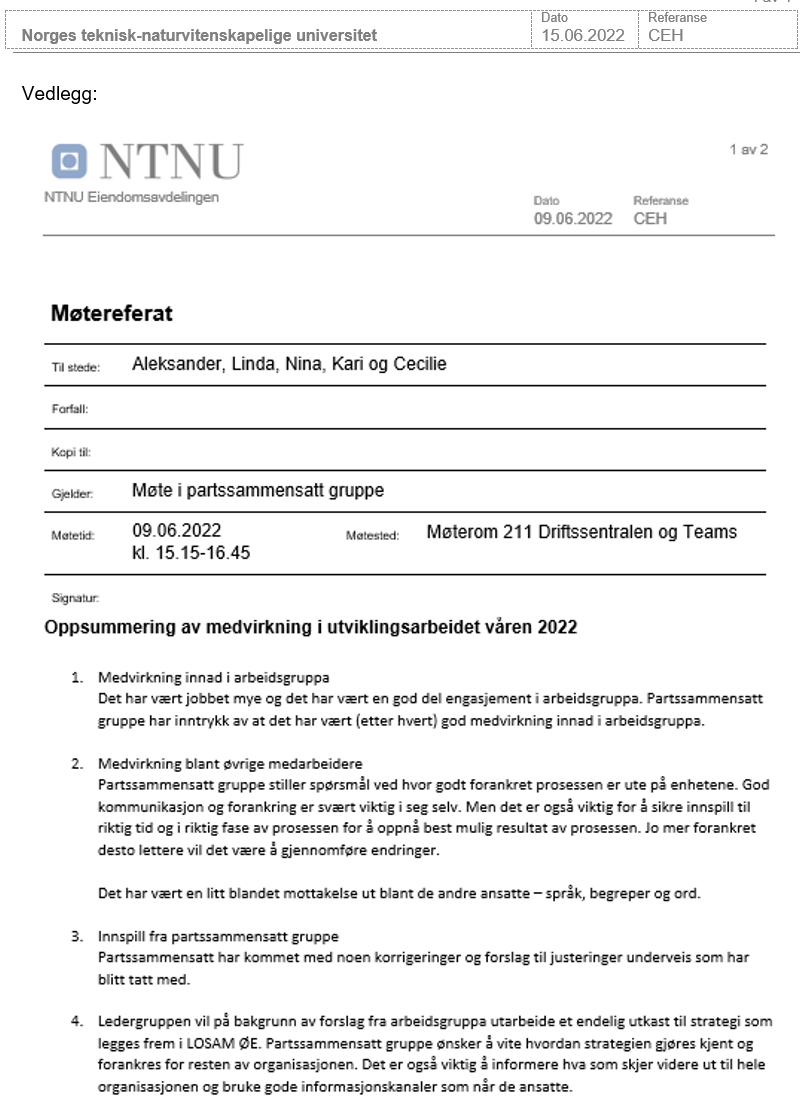 Norges teknisk-naturvitenskapelige universitet
Dato
15.06.2022
Referanse
CEH
Vedlegg:
NTNU
1 av 2
NTNU Eiendomsavdelingen
Dato
09.06.2022
Referanse
CEH
Møtereferat
Til stede: Aleksander, Linda, Nina, Kari og Cecilie
Forfall:
Kopi til:
Gjelder: Møte i partssammensatt gruppe
Møtetid: 09.06.2022
kl. 15.15-16.45
Møtested: Møterom 211 Driftssentralen og Teams
Signatur:
Oppsummering av medvirkning i utviklingsarbeidet våren 2022
1. Medvirkning innad i arbeidsgruppa
Det har vært jobbet mye og det har vært en god del engasjement i arbeidsgruppa. Partssammensatt
gruppe har inntrykk av at det har vært (etter hvert) god medvirkning innad i arbeidsgruppa.
2. Medvirkning blant øvrige medarbeidere
Partssammensatt gruppe stiller spørsmål ved hvor godt forankret prosessen er ute på enhetene. God
kommunikasjon og forankring er svært viktig i seg selv. Men det er også viktig for å sikre innspill til
riktig tid og i riktig fase av prosessen for å oppnå best mulig resultat av prosessen. Jo mer forankret
desto lettere vil det være å gjennomføre endringer.
Det har vært en litt blandet mottakelse ut blant de andre ansatte – språk, begreper og ord.
3. Innspill fra partssammensatt gruppe
Partssammensatt har kommet med noen korrigeringer og forslag til justeringer underveis som har
blitt tatt med.
4. Ledergruppen vil på bakgrunn av forslag fra arbeidsgruppa utarbeide et endelig utkast til strategi som
legges frem i LOSAM ØE. Partssammensatt gruppe ønsker å vite hvordan strategien gjøres kjent og
forankres for resten av organisasjonen. Det er også viktig å informere hva som skjer videre ut til hele
organisasjonen og bruke gode informasjonskanaler som når de ansatte.